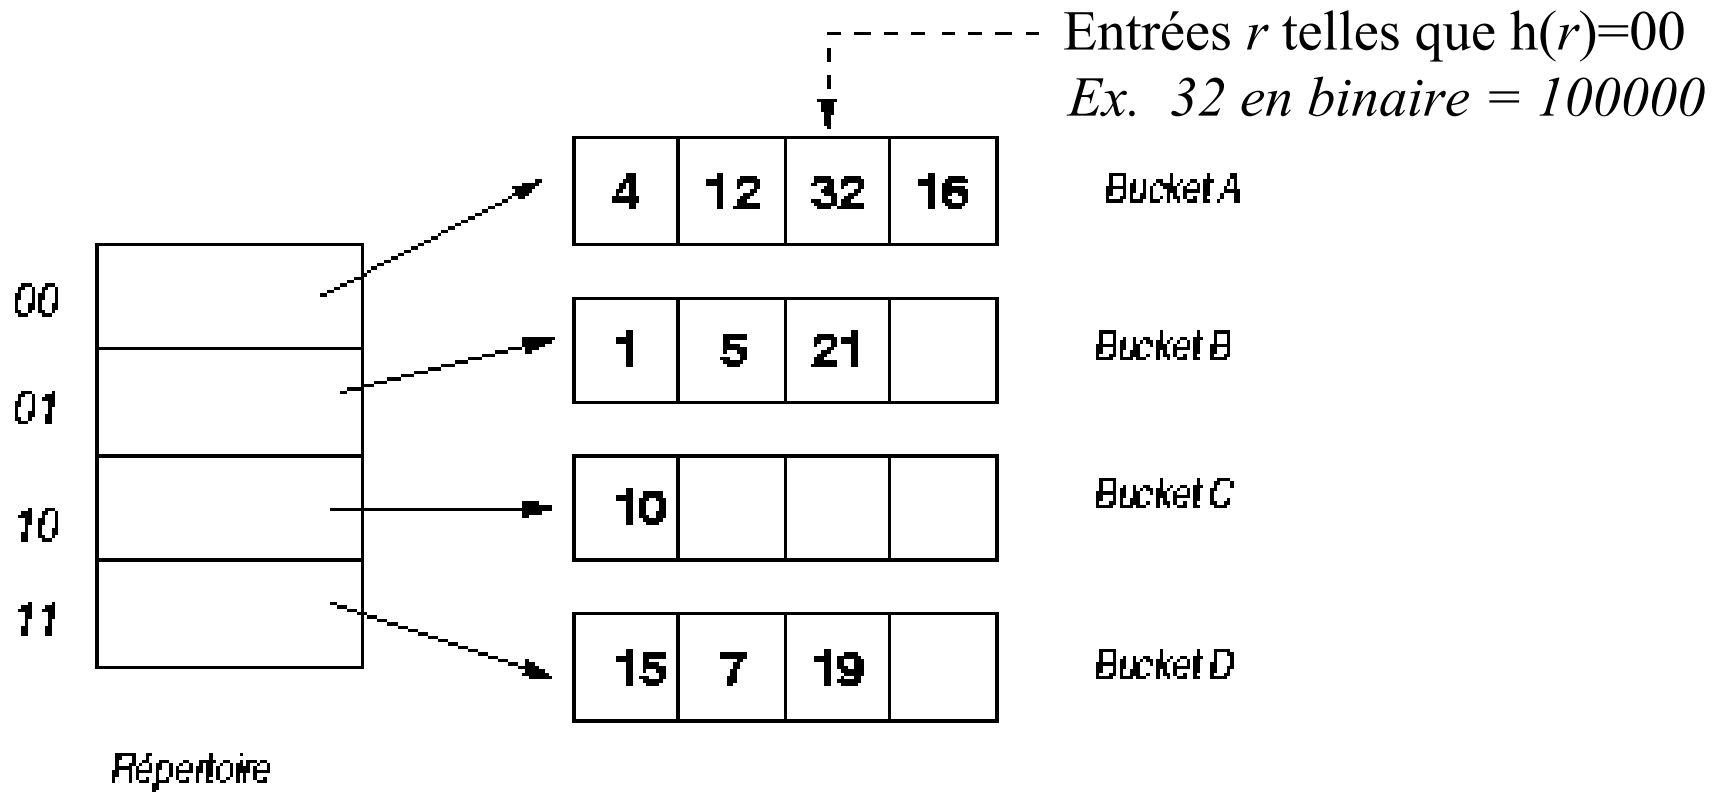 Entrées r telles que h(r)=00
Ex. 32 en binaire = 100000
4 12 32 16 Bucket A
00
1 5 21 Bucket B
01
10 Bucket C
10
11
15 7 19 Bucket D
Répertoire